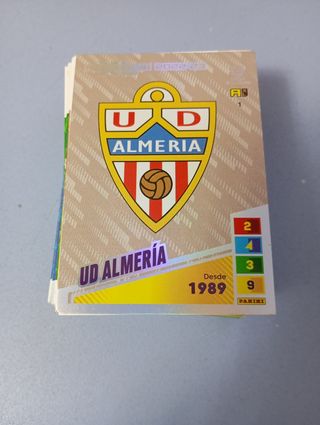 1
U D
ALMERIA
UD ALMERÍA
Desde
1989
2
4
3
9
PANINI